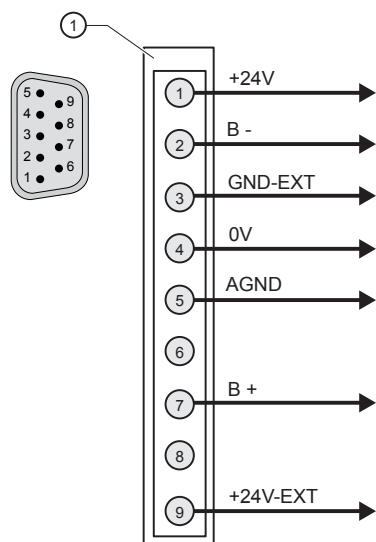 1
5 9
4 8
3 7
2 6
1
1 +24V
2 B -
3 GND-EXT
4 0V
5 AGND
6
7 B +
8
9 +24V-EXT